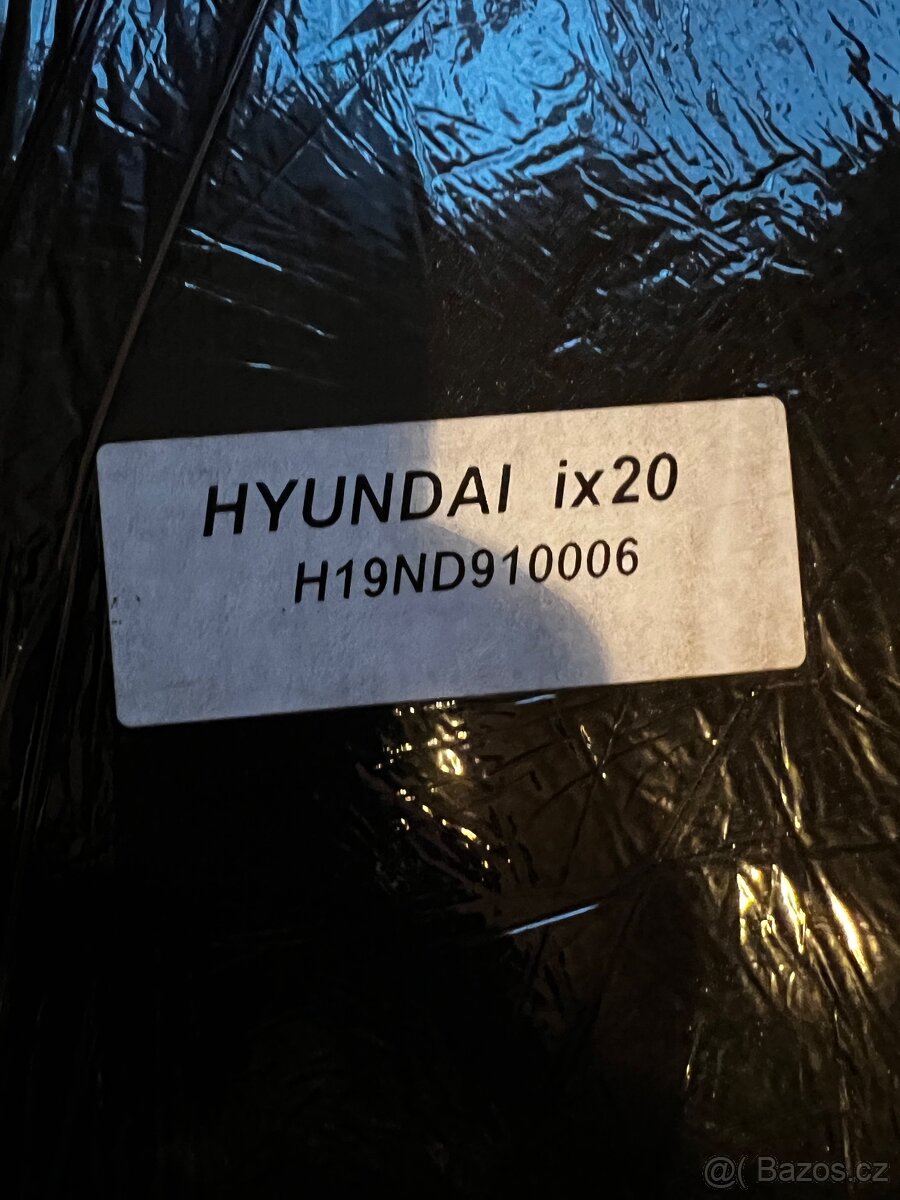 HYUNDAI ix20
H19ND910006
@( Bazos.cz